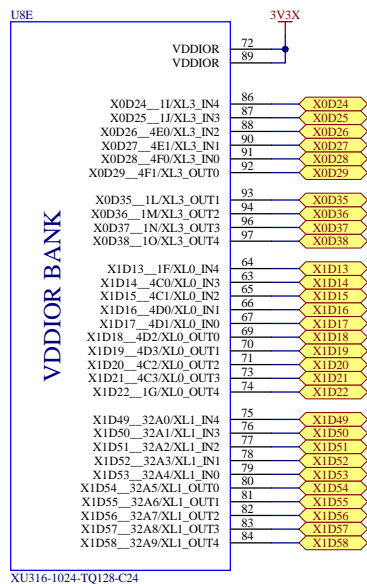 U8E
3V3X
VDDIOR 72
VDDIOR 89
X0D24__1I/XL3_IN4 86 X0D24
X0D25__1J/XL3_IN3 87 X0D25
X0D26__4E0/XL3_IN2 88 X0D26
X0D27__4E1/XL3_IN1 90 X0D27
X0D28__4F0/XL3_IN0 91 X0D28
X0D29__4F1/XL3_OUT0 92 X0D29
X0D35__1L/XL3_OUT1 93 X0D35
X0D36__1M/XL3_OUT2 94 X0D36
X0D37__1N/XL3_OUT3 96 X0D37
X0D38__1O/XL3_OUT4 97 X0D38
VDDIOR BANK
X1D13__1F/XL0_IN4 64 X1D13
X1D14__4C0/XL0_IN3 63 X1D14
X1D15__4C1/XL0_IN2 65 X1D15
X1D16__4D0/XL0_IN1 66 X1D16
X1D17__4D1/XL0_IN0 67 X1D17
X1D18__4D2/XL0_OUT0 69 X1D18
X1D19__4D3/XL0_OUT1 70 X1D19
X1D20__4C2/XL0_OUT2 71 X1D20
X1D21__4C3/XL0_OUT3 73 X1D21
X1D22__1G/XL0_OUT4 74 X1D22
X1D49__32A0/XL1_IN4 75 X1D49
X1D50__32A1/XL1_IN3 76 X1D50
X1D51__32A2/XL1_IN2 77 X1D51
X1D52__32A3/XL1_IN1 78 X1D52
X1D53__32A4/XL1_IN0 79 X1D53
X1D54__32A5/XL1_OUT0 80 X1D54
X1D55__32A6/XL1_OUT1 81 X1D55
X1D56__32A7/XL1_OUT2 82 X1D56
X1D57__32A8/XL1_OUT3 83 X1D57
X1D58__32A9/XL1_OUT4 84 X1D58
XU316-1024-TQ128-C24